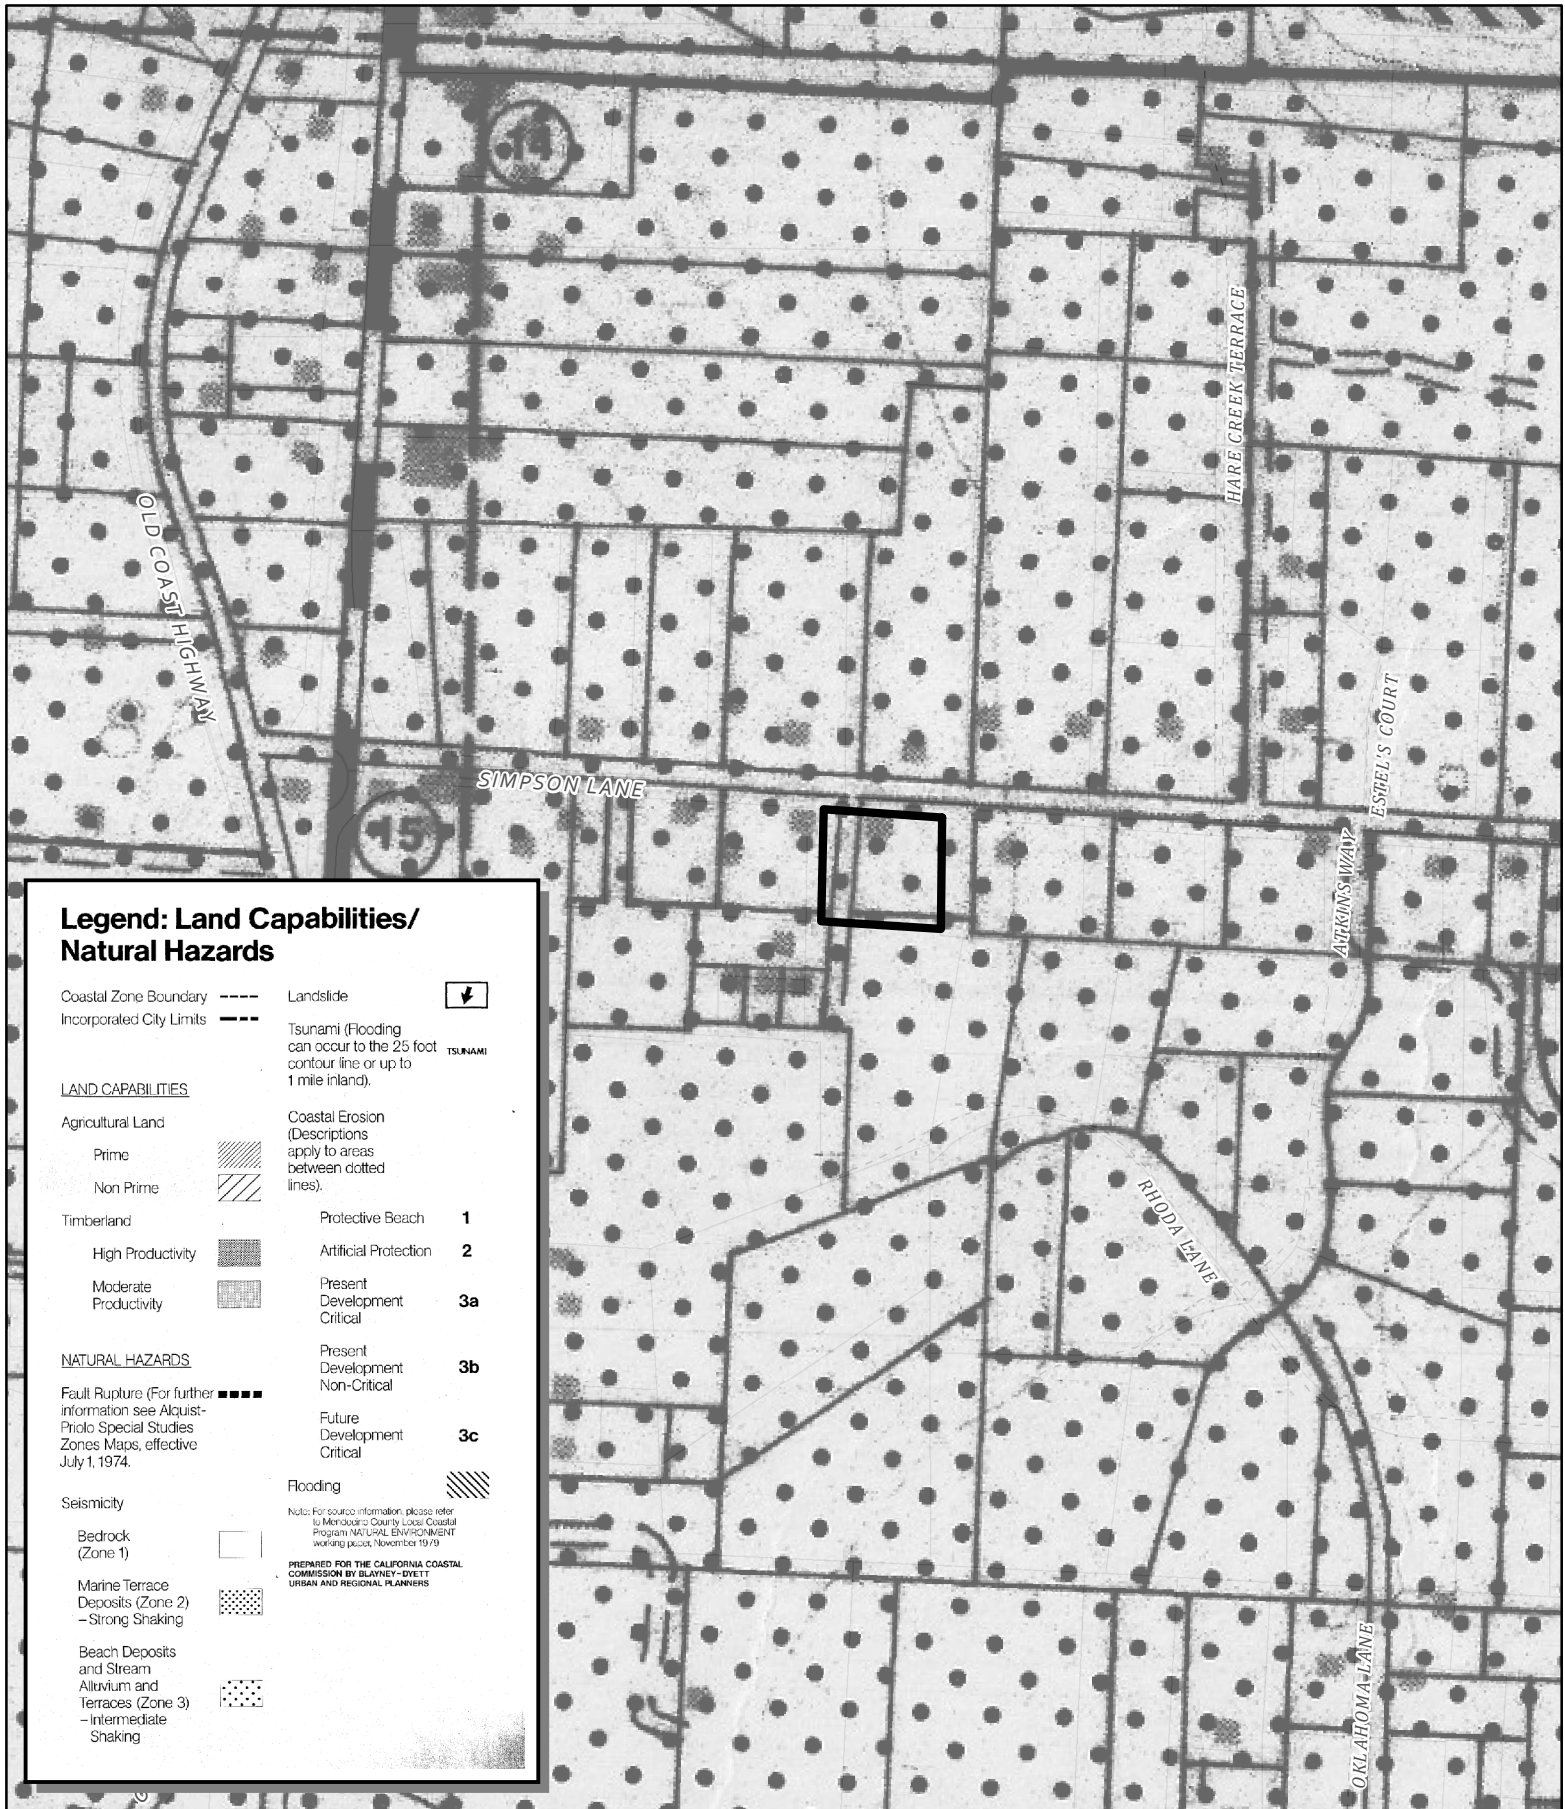 14
HARE CREEK TERRACE
OLD COAST HIGHWAY
ESTEL'S COURT
SIMPSON LANE
15
ATKINS WAY
RHODA LANE
OKLAHOMA LANE
Legend: Land Capabilities/
Natural Hazards
Coastal Zone Boundary
Incorporated City Limits
LAND CAPABILITIES
Agricultural Land
Prime
Non Prime
Timberland
High Productivity
Moderate
Productivity
NATURAL HAZARDS
Fault Rupture (For further
information see Alquist-
Priolo Special Studies
Zones Maps, effective
July 1, 1974.
Seismicity
Bedrock
(Zone 1)
Marine Terrace
Deposits (Zone 2)
–Strong Shaking
Beach Deposits
and Stream
Alluvium and
Terraces (Zone 3)
–Intermediate
Shaking
Landslide
Tsunami (Flooding
can occur to the 25 foot
contour line or up to
1 mile inland).
TSUNAMI
Coastal Erosion
(Descriptions
apply to areas
between dotted
lines).
Protective Beach 1
Artificial Protection 2
Present
Development 3a
Critical
Present
Development 3b
Non-Critical
Future
Development 3c
Critical
Flooding
Note: For source information, please refer
to Mendocino County Local Coastal
Program NATURAL ENVIRONMENT
working paper, November 1979
PREPARED FOR THE CALIFORNIA COASTAL
COMMISSION BY BLAYNEY-DYETT
URBAN AND REGIONAL PLANNERS